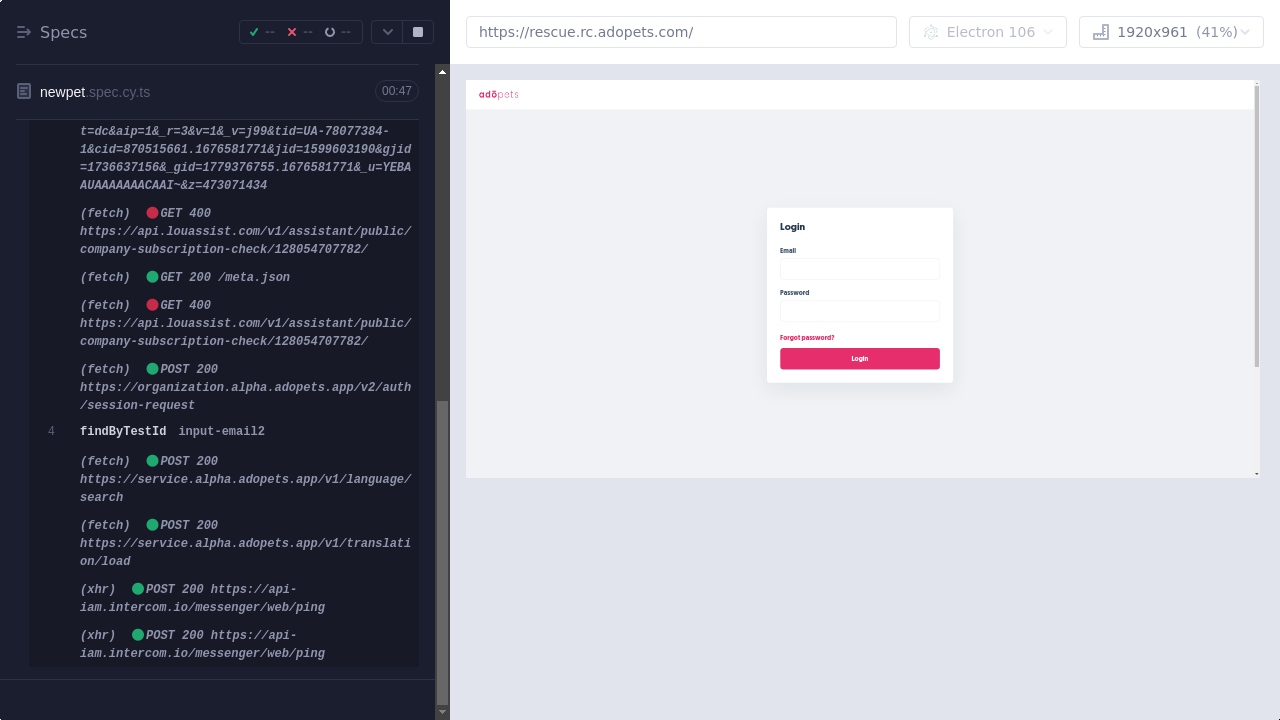 Specs
-- -- --
newpet.spec.cy.ts 00:47
t=dc&aip=1&_r=3&v=1&_v=j99&tid=UA-78077384-
1&cid=870515661.1676581771&jid=1599603190&gjid
=1736637156&_gid=1779376755.1676581771&_u=YEBA
AUAAAAAAACAAI~&z=473071434
(fetch) GET 400
https://api.louassist.com/v1/assistant/public/
company-subscription-check/128054707782/
(fetch) GET 200 /meta.json
(fetch) GET 400
https://api.louassist.com/v1/assistant/public/
company-subscription-check/128054707782/
(fetch) POST 200
https://organization.alpha.adopets.app/v2/auth
/session-request
4 findByTestId input-email2
(fetch) POST 200
https://service.alpha.adopets.app/v1/language/
search
(fetch) POST 200
https://service.alpha.adopets.app/v1/translati
on/load
(xhr) POST 200 https://api-
iam.intercom.io/messenger/web/ping
(xhr) POST 200 https://api-
iam.intercom.io/messenger/web/ping
https://rescue.rc.adopets.com/
Electron 106
1920x961 (41%)
adōpets
Login
Email
Password
Forgot password?
Login